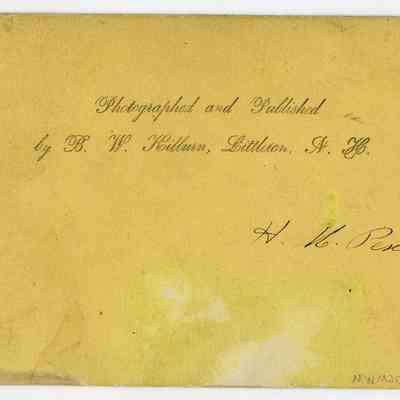 Photographed and Published
by B. W. Kilburn, Littleton, N. H.
H.